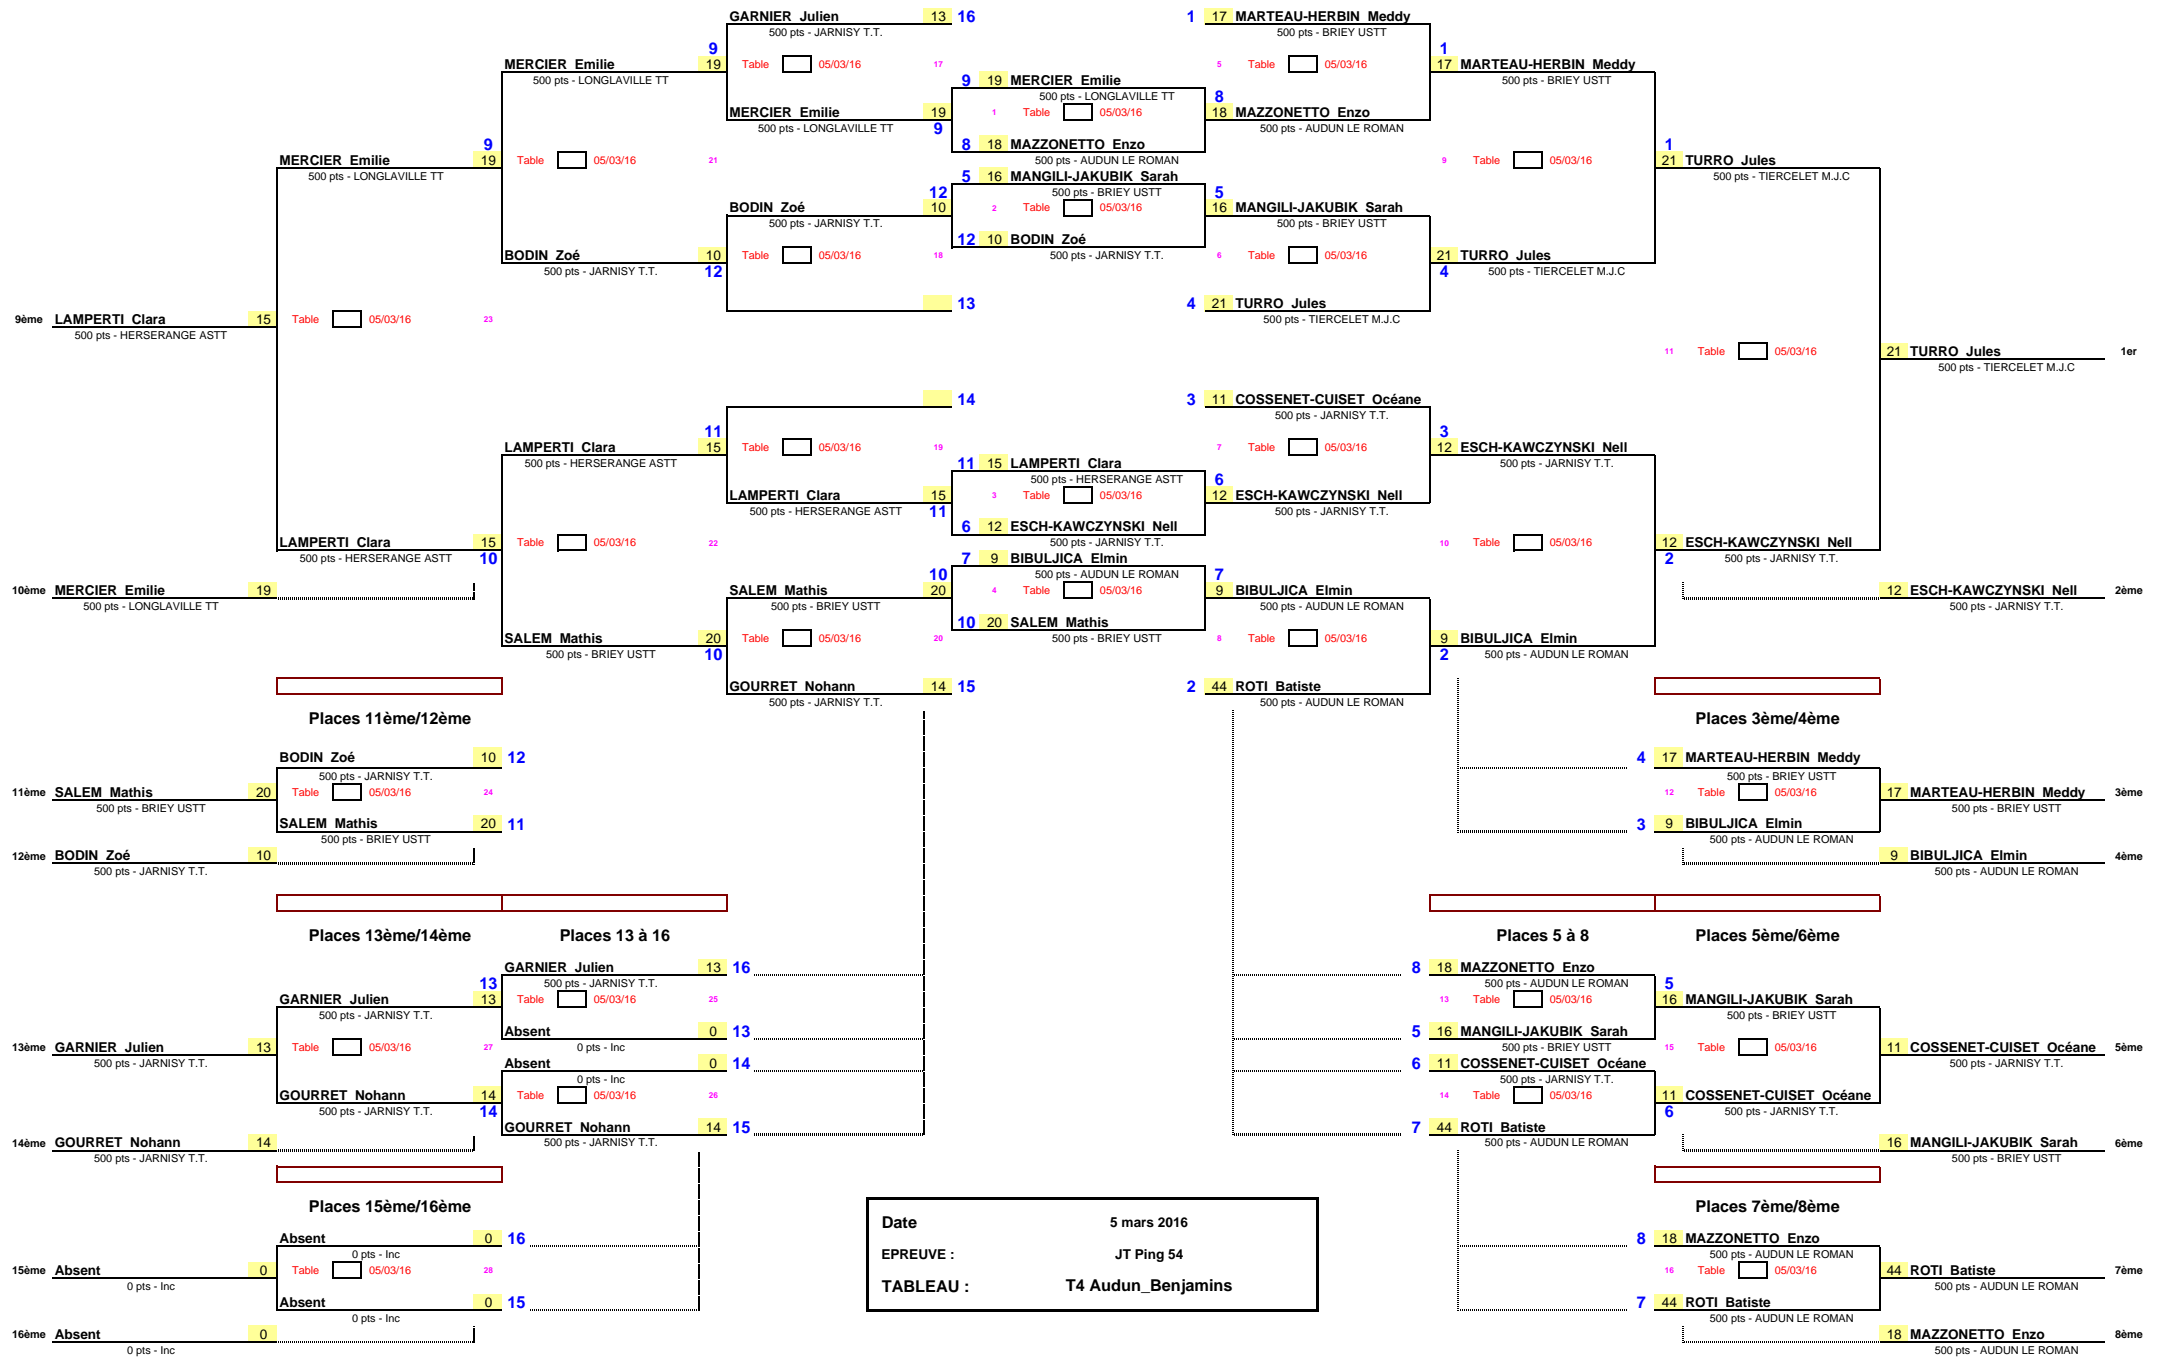 GARNIER Julien 13 16 1 17 MARTEAU-HERBIN Meddy
500 pts - JARNISY T.T. 500 pts - BRIEY USTT
9 1
MERCIER Emilie 19 Table 05/03/16 17 5 Table 05/03/16 17 MARTEAU-HERBIN Meddy
500 pts - LONGLAVILLE TT 9 19 MERCIER Emilie 500 pts - BRIEY USTT
500 pts - LONGLAVILLE TT 8
MERCIER Emilie 19 1 Table 05/03/16 18 MAZZONETTO Enzo
500 pts - LONGLAVILLE TT 9 500 pts - AUDUN LE ROMAN
9 8 18 MAZZONETTO Enzo 1
MERCIER Emilie 19 Table 05/03/16 21 500 pts - AUDUN LE ROMAN 9 Table 05/03/16 21 TURRO Jules
500 pts - LONGLAVILLE TT 5 16 MANGILI-JAKUBIK Sarah 500 pts - TIERCELET M.J.C
12 500 pts - BRIEY USTT 5
BODIN Zoé 10 2 Table 05/03/16 16 MANGILI-JAKUBIK Sarah
500 pts - JARNISY T.T. 500 pts - BRIEY USTT
12 10 BODIN Zoé
BODIN Zoé 10 Table 05/03/16 18 500 pts - JARNISY T.T. 6 Table 05/03/16 21 TURRO Jules
500 pts - JARNISY T.T. 12 4 500 pts - TIERCELET M.J.C
13 4 21 TURRO Jules
9ème LAMPERTI Clara 15 Table 05/03/16 23 500 pts - TIERCELET M.J.C
500 pts - HERSERANGE ASTT
11 Table 05/03/16 21 TURRO Jules 1er
500 pts - TIERCELET M.J.C
14 3 11 COSSENET-CUISET Océane
500 pts - JARNISY T.T.
11 3
LAMPERTI Clara 15 Table 05/03/16 19 7 Table 05/03/16 12 ESCH-KAWCZYNSKI Nell
500 pts - HERSERANGE ASTT 11 15 LAMPERTI Clara 500 pts - JARNISY T.T.
500 pts - HERSERANGE ASTT 6
LAMPERTI Clara 15 3 Table 05/03/16 12 ESCH-KAWCZYNSKI Nell
500 pts - HERSERANGE ASTT 11 500 pts - JARNISY T.T.
6 12 ESCH-KAWCZYNSKI Nell
LAMPERTI Clara 15 Table 05/03/16 22 500 pts - JARNISY T.T. 10 Table 05/03/16 12 ESCH-KAWCZYNSKI Nell
500 pts - HERSERANGE ASTT 10 7 9 BIBULJICA Elmin 2 500 pts - JARNISY T.T.
10 500 pts - AUDUN LE ROMAN 7
10ème MERCIER Emilie 19 SALEM Mathis 20 4 Table 05/03/16 9 BIBULJICA Elmin 12 ESCH-KAWCZYNSKI Nell 2ème
500 pts - LONGLAVILLE TT 500 pts - BRIEY USTT 500 pts - AUDUN LE ROMAN 500 pts - JARNISY T.T.
10 20 SALEM Mathis
SALEM Mathis 20 Table 05/03/16 20 500 pts - BRIEY USTT 8 Table 05/03/16 9 BIBULJICA Elmin
500 pts - BRIEY USTT 10 2 500 pts - AUDUN LE ROMAN
GOURRET Nohann 14 15 2 44 ROTI Batiste
500 pts - JARNISY T.T. 500 pts - AUDUN LE ROMAN
Places 11ème/12ème Places 3ème/4ème
BODIN Zoé 10 12 4 17 MARTEAU-HERBIN Meddy
500 pts - JARNISY T.T. 500 pts - BRIEY USTT
11ème SALEM Mathis 20 Table 05/03/16 24 12 Table 05/03/16 17 MARTEAU-HERBIN Meddy 3ème
500 pts - BRIEY USTT 500 pts - BRIEY USTT
SALEM Mathis 20 11 3 9 BIBULJICA Elmin
500 pts - BRIEY USTT 500 pts - AUDUN LE ROMAN
12ème BODIN Zoé 10 9 BIBULJICA Elmin 4ème
500 pts - JARNISY T.T. 500 pts - AUDUN LE ROMAN
Places 13ème/14ème Places 13 à 16 Places 5 à 8 Places 5ème/6ème
GARNIER Julien 13 16 8 18 MAZZONETTO Enzo
13 500 pts - JARNISY T.T. 500 pts - AUDUN LE ROMAN 5
GARNIER Julien 13 Table 05/03/16 25 13 Table 05/03/16 16 MANGILI-JAKUBIK Sarah
500 pts - JARNISY T.T. 500 pts - BRIEY USTT
Absent 0 13 5 16 MANGILI-JAKUBIK Sarah
13ème GARNIER Julien 13 Table 05/03/16 27 0 pts - Inc 500 pts - BRIEY USTT 15 Table 05/03/16 11 COSSENET-CUISET Océane 5ème
500 pts - JARNISY T.T. Absent 0 14 6 11 COSSENET-CUISET Océane 500 pts - JARNISY T.T.
0 pts - Inc 500 pts - JARNISY T.T.
GOURRET Nohann 14 Table 05/03/16 26 14 Table 05/03/16 11 COSSENET-CUISET Océane
500 pts - JARNISY T.T. 14 6 500 pts - JARNISY T.T.
GOURRET Nohann 14 15 7 44 ROTI Batiste
14ème GOURRET Nohann 14 500 pts - JARNISY T.T. 500 pts - AUDUN LE ROMAN 16 MANGILI-JAKUBIK Sarah 6ème
500 pts - JARNISY T.T. 500 pts - BRIEY USTT
Places 15ème/16ème Places 7ème/8ème
Date 5 mars 2016
Absent 0 16 8 18 MAZZONETTO Enzo
0 pts - Inc EPREUVE : JT Ping 54 500 pts - AUDUN LE ROMAN
15ème Absent 0 Table 05/03/16 28 16 Table 05/03/16 44 ROTI Batiste 7ème
0 pts - Inc TABLEAU : T4 Audun_Benjamins 500 pts - AUDUN LE ROMAN
Absent 0 15 7 44 ROTI Batiste
0 pts - Inc 500 pts - AUDUN LE ROMAN
16ème Absent 0 18 MAZZONETTO Enzo 8ème
0 pts - Inc 500 pts - AUDUN LE ROMAN